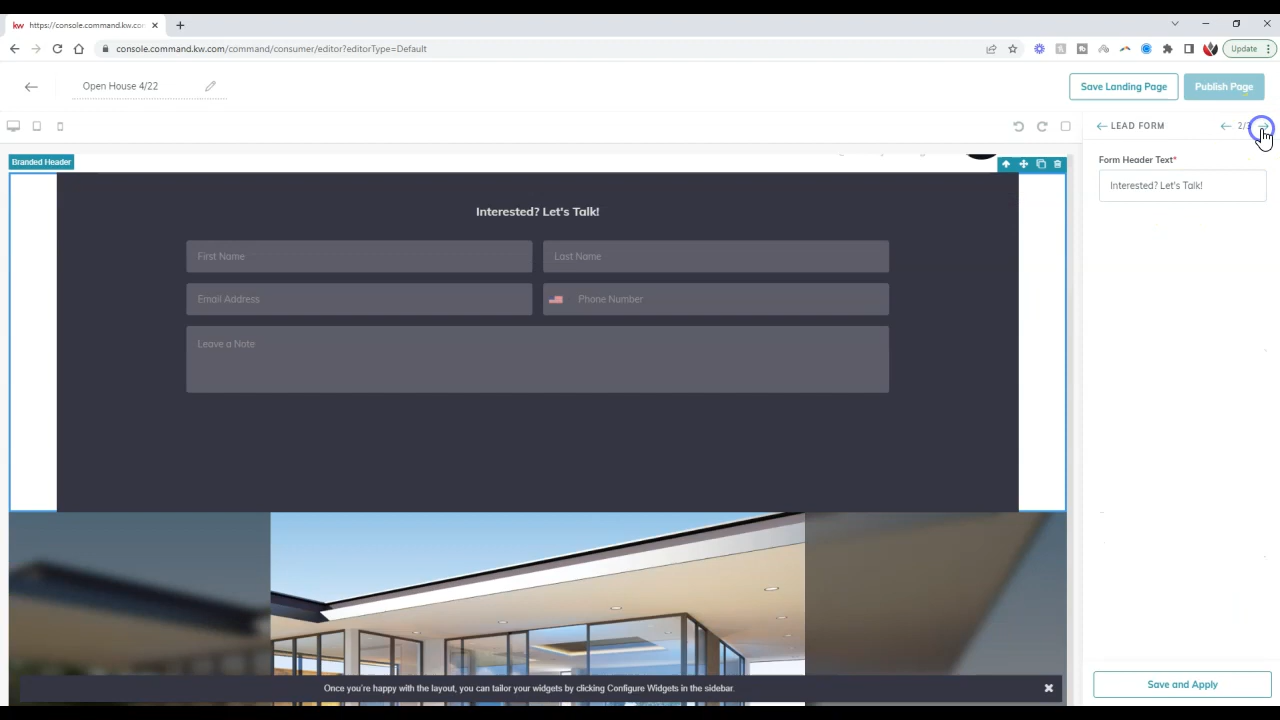 kw https://console.command.kw.com
console.command.kw.com/command/consumer/editor?editorType=Default
Update
Open House 4/22
Save Landing Page
Publish Page
LEAD FORM
2/
Branded Header
Form Header Text*
Interested? Let's Talk!
Interested? Let's Talk!
First Name
Last Name
Email Address
Phone Number
Leave a Note
Once you're happy with the layout, you can tailor your widgets by clicking Configure Widgets in the sidebar.
Save and Apply